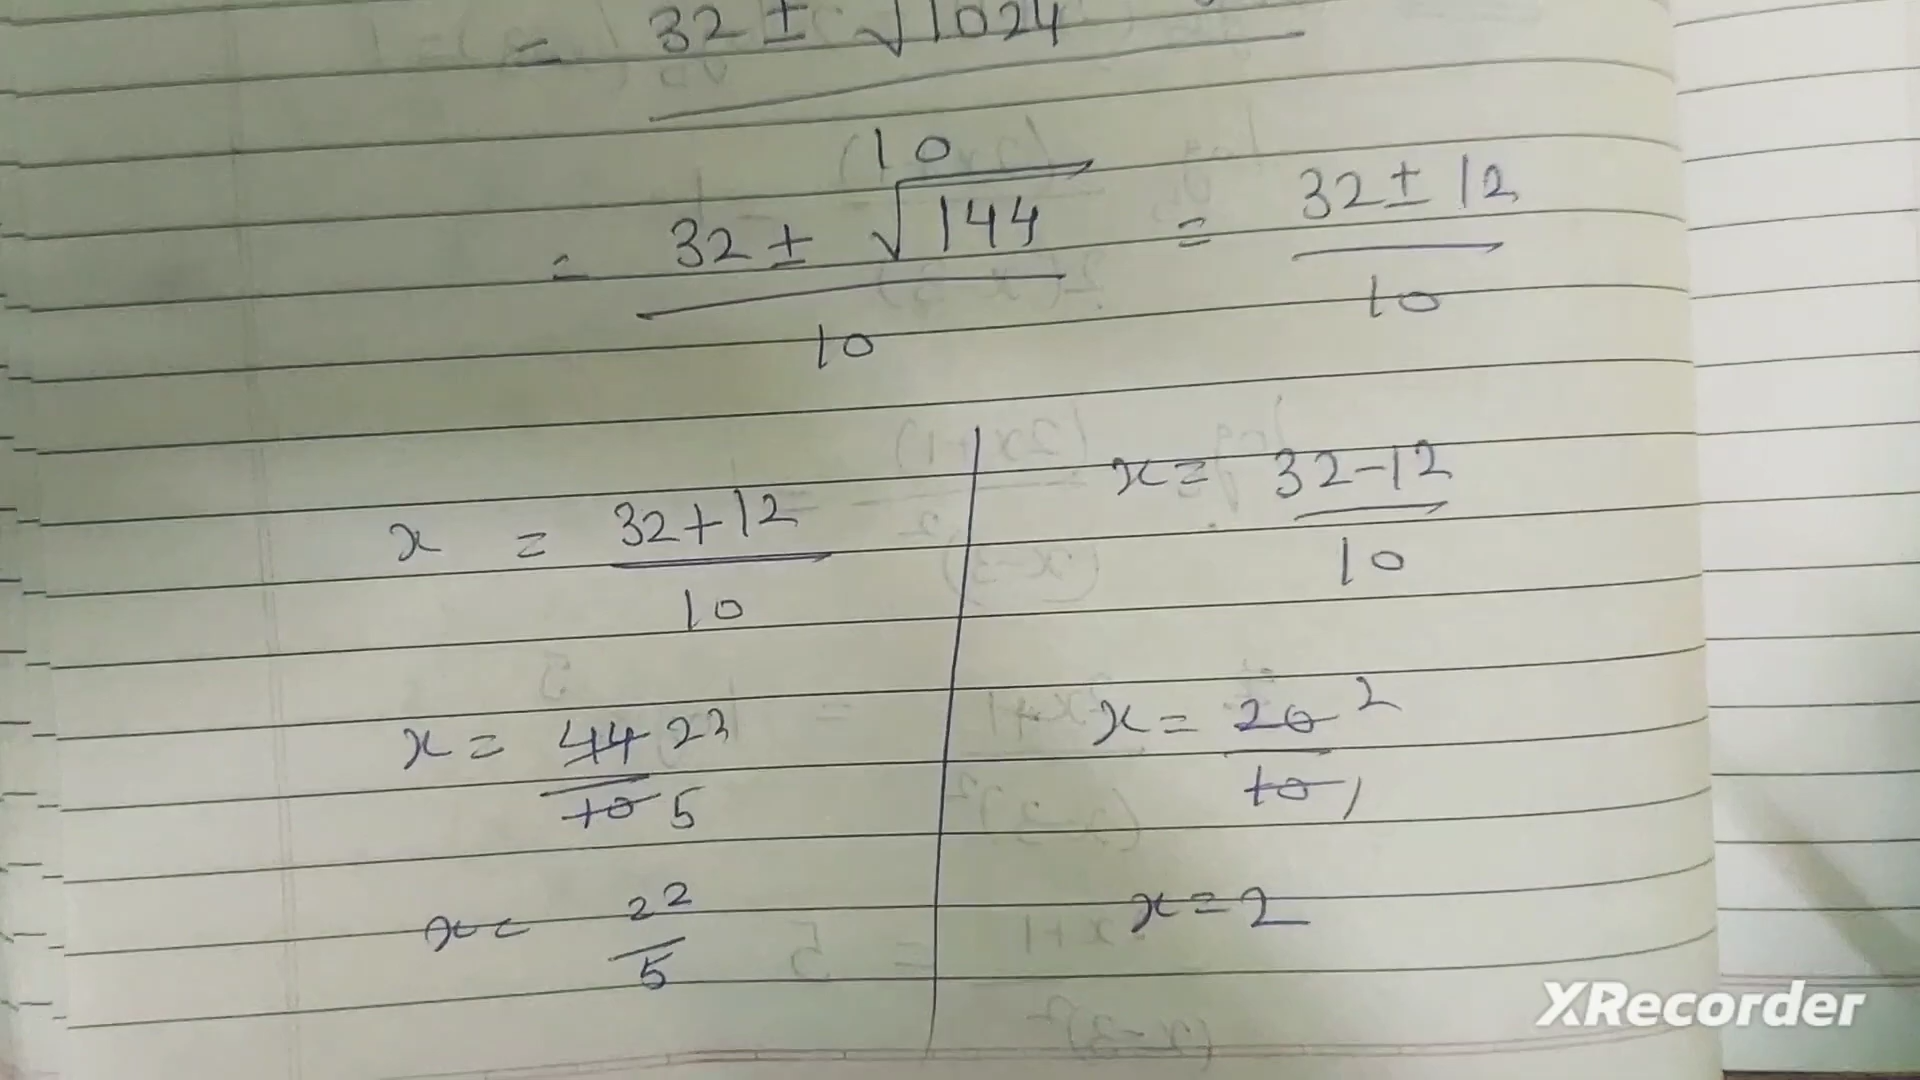 = 32 ± √1024
10
= 32 ± √144 = 32 ± 12
10 10
x = 32+12
10
x = 44 22
10 5
x = 22
5
x = 32-12
10
x = 20 2
10 1
x = 2
XRecorder